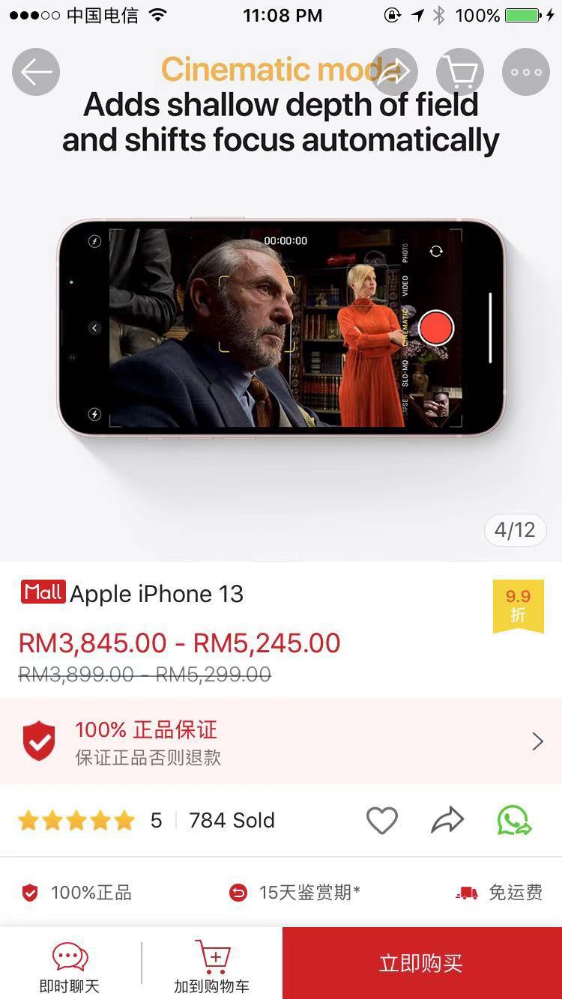 中国电信 11:08 PM 100%
Cinematic mode
Adds shallow depth of field
and shifts focus automatically
00:00:00
PHOTO
VIDEO
CINEMATIC
SLO-MO
4/12
Mall Apple iPhone 13
9.9
折
RM3,845.00 - RM5,245.00
RM3,899.00 - RM5,299.00
100% 正品保证
保证正品否则退款
5 784 Sold
100%正品 15天鉴赏期* 免运费
即时聊天 加到购物车 立即购买